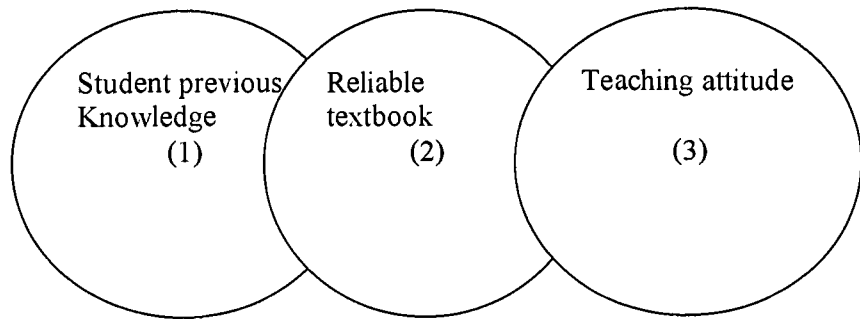 Student previous
Knowledge
(1)
Reliable
textbook
(2)
Teaching attitude
(3)